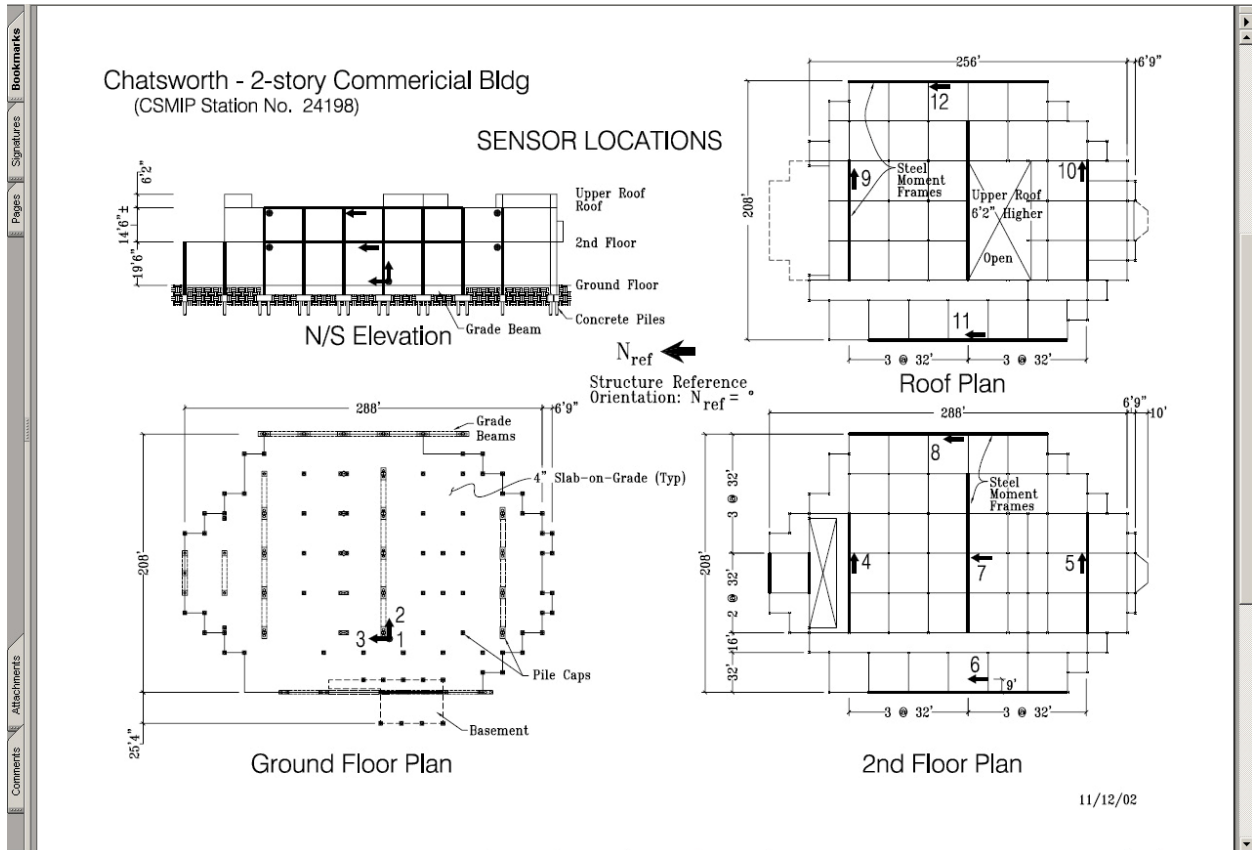 Bookmarks
Signatures
Pages
Attachments
Comments
Chatsworth - 2-story Commericial Bldg
(CSMIP Station No. 24198)
SENSOR LOCATIONS
6'2"
14'6"±
19'6"
Upper Roof
Roof
2nd Floor
Ground Floor
Concrete Piles
Grade Beam
N/S Elevation
Nref
Structure Reference
Orientation: Nref = °
256'
6'9"
208'
12
9
10
Steel
Moment
Frames
Upper Roof
6'2" Higher
Open
11
3 @ 32'
3 @ 32'
Roof Plan
288'
6'9"
Grade
Beams
4" Slab-on-Grade (Typ)
208'
2
3
1
Pile Caps
Basement
25'4"
Ground Floor Plan
288'
6'9"
10'
8
Steel
Moment
Frames
3 @ 32'
208'
2 @ 32'
16'
32'
4
7
5
6
9'
3 @ 32'
3 @ 32'
2nd Floor Plan
11/12/02